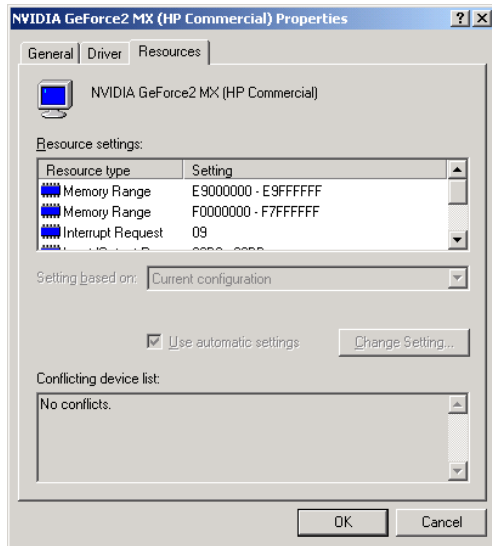 NVIDIA GeForce2 MX (HP Commercial) Properties
General Driver Resources
NVIDIA GeForce2 MX (HP Commercial)
Resource settings:
Resource type Setting
Memory Range E9000000 - E9FFFFFF
Memory Range F0000000 - F7FFFFFF
Interrupt Request 09
Setting based on: Current configuration
Use automatic settings Change Setting...
Conflicting device list:
No conflicts.
OK Cancel